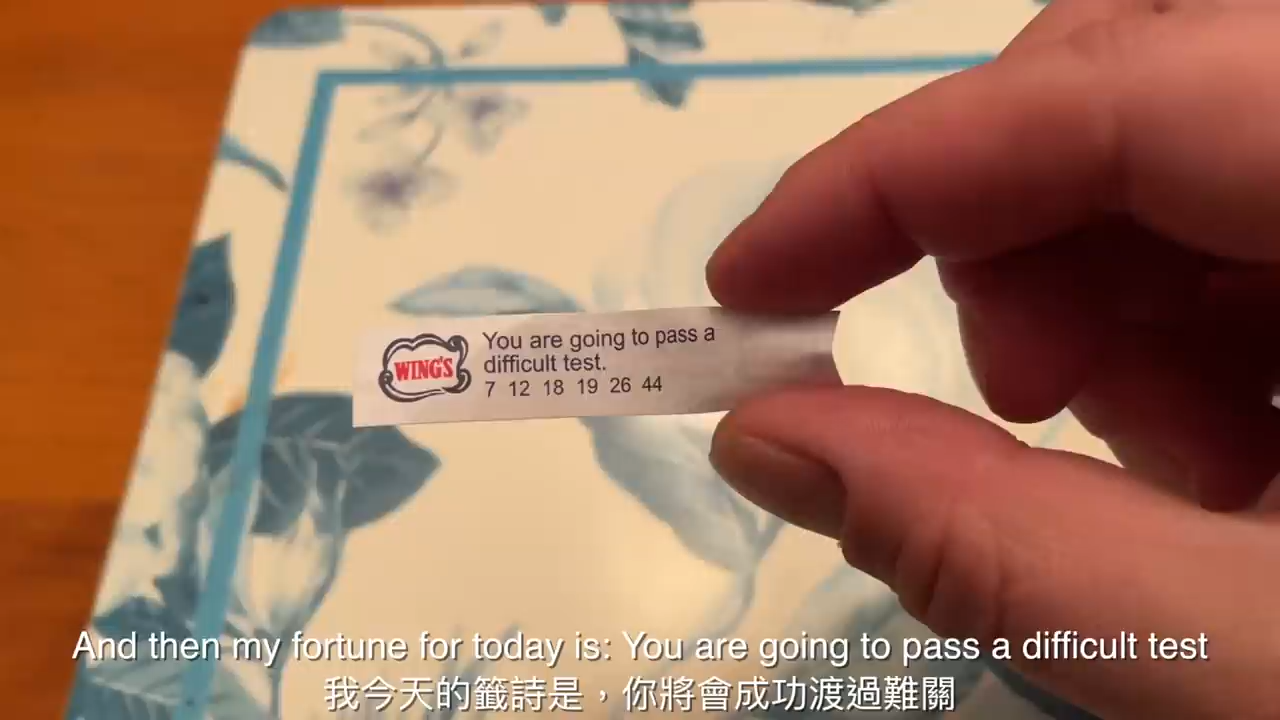 WING'S
You are going to pass a
difficult test.
7 12 18 19 26 44
And then my fortune for today is: You are going to pass a difficult test
我今天的籤詩是，你將會成功渡過難關